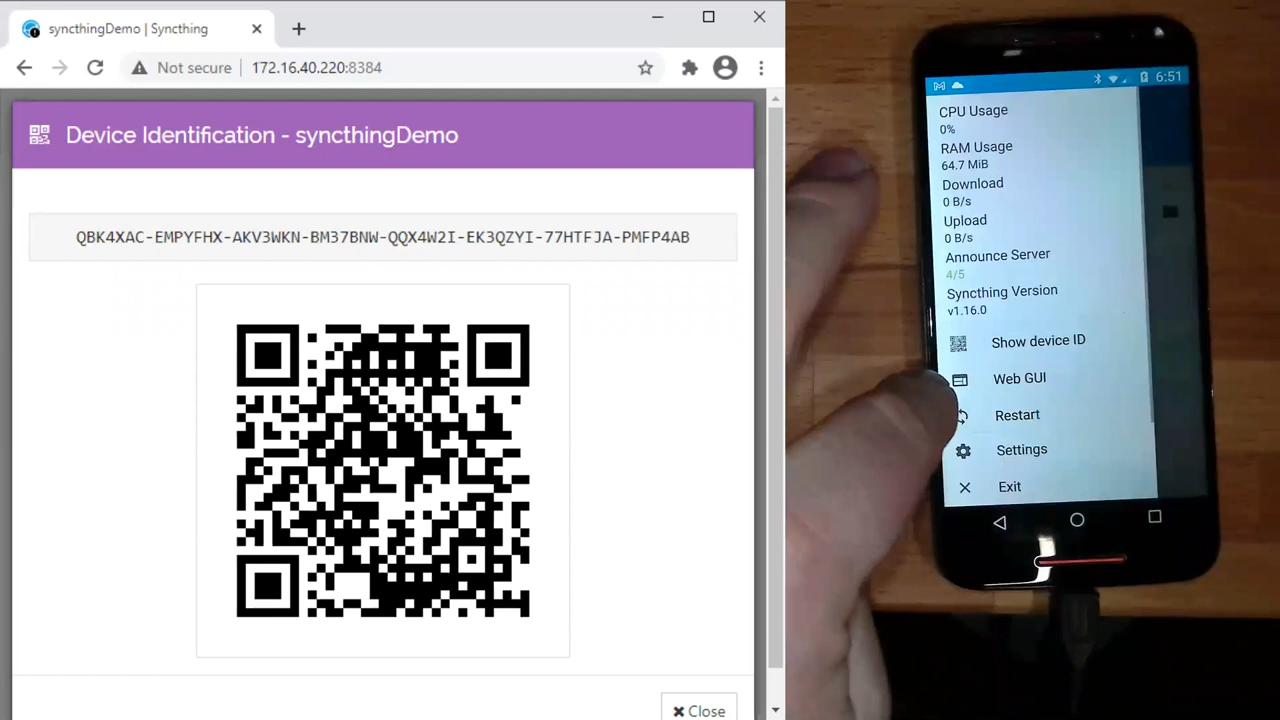 syncthingDemo | Syncthing
Not secure
172.16.40.220:8384
Device Identification - syncthingDemo
QBK4XAC-EMPYFHX-AKV3WKN-BM37BNW-QQX4W2I-EK3QZYI-77HTFJA-PMFP4AB
Close
6:51
CPU Usage
0%
RAM Usage
64.7 MiB
Download
0 B/s
Upload
0 B/s
Announce Server
4/5
Syncthing Version
v1.16.0
Show device ID
Web GUI
Restart
Settings
Exit